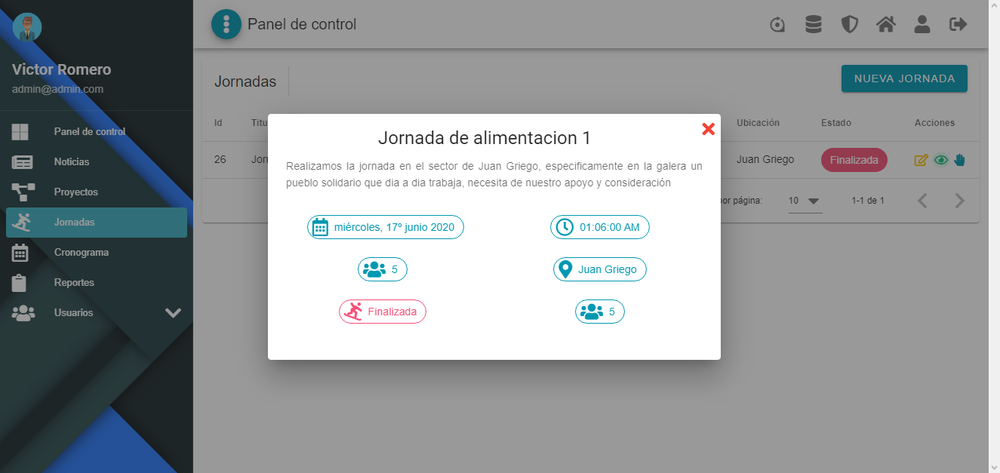 Victor Romero
admin@admin.com
Panel de control
Noticias
Proyectos
Jornadas
Cronograma
Reportes
Usuarios
Panel de control
Jornadas
NUEVA JORNADA
Id
Ubicación
Estado
Acciones
26
Juan Griego
Finalizada
por página:
10
1-1 de 1
Jornada de alimentacion 1
Realizamos la jornada en el sector de Juan Griego, especificamente en la galera un
pueblo solidario que dia a dia trabaja, necesita de nuestro apoyo y consideración
miércoles, 17º junio 2020
01:06:00 AM
5
Juan Griego
Finalizada
5